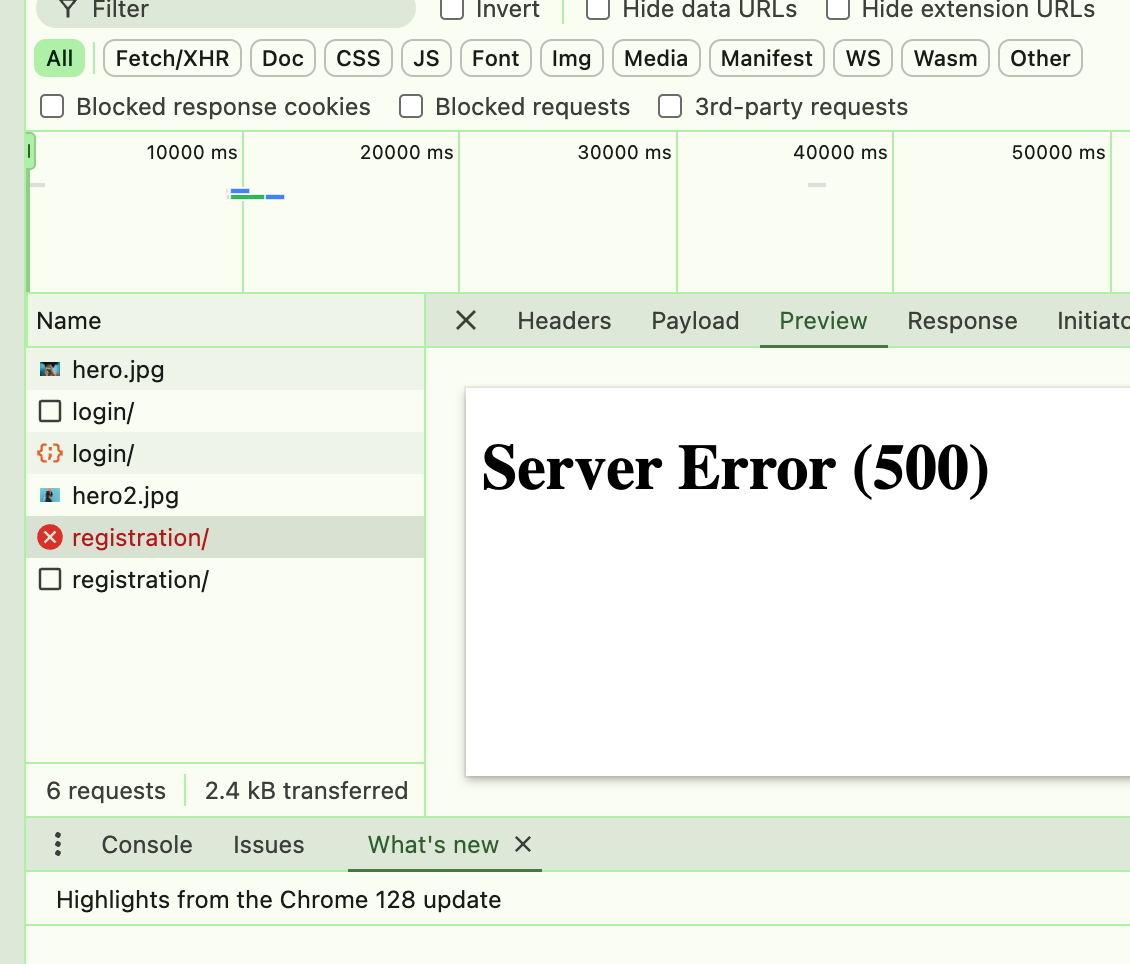 Filter Invert Hide data URLs Hide extension URLs
All Fetch/XHR Doc CSS JS Font Img Media Manifest WS Wasm Other
Blocked response cookies Blocked requests 3rd-party requests
10000 ms 20000 ms 30000 ms 40000 ms 50000 ms
Name
Headers Payload Preview Response Initiato
hero.jpg
login/
login/
hero2.jpg
registration/
registration/
Server Error (500)
6 requests 2.4 kB transferred
Console Issues What's new
Highlights from the Chrome 128 update